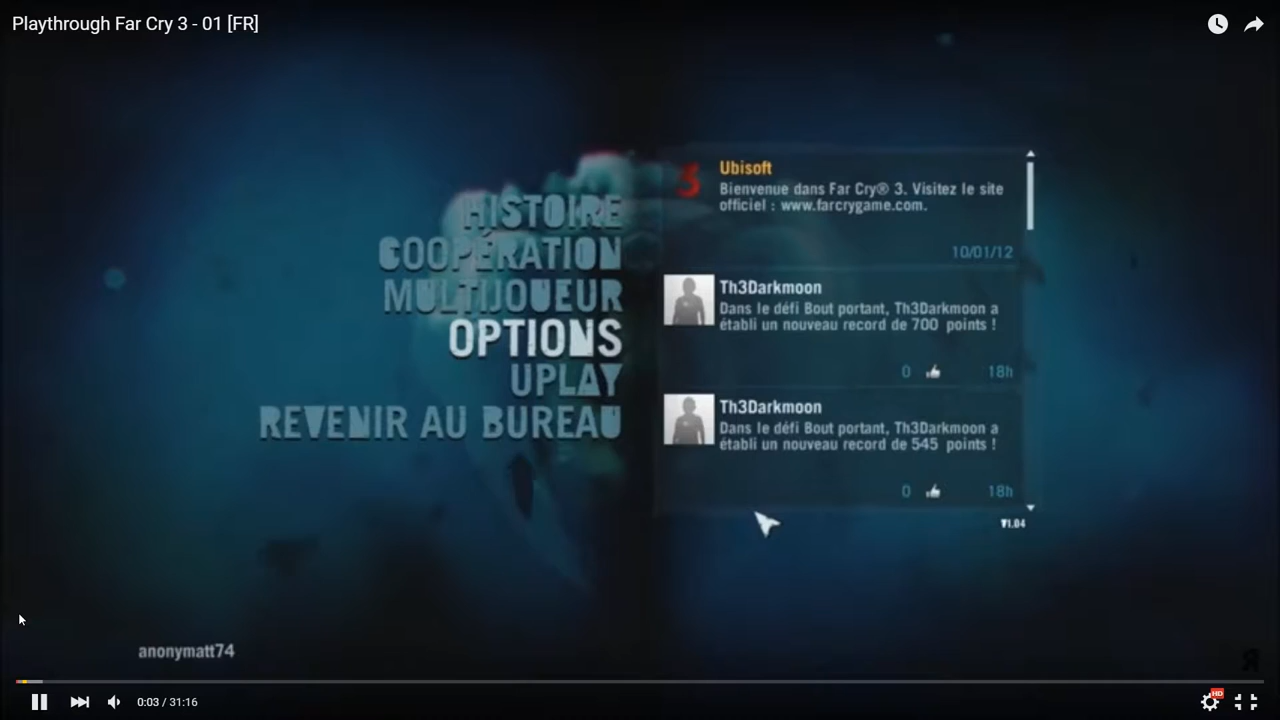 Playthrough Far Cry 3 - 01 [FR]
HISTOIRE
COOPÉRATION
MULTIJOUEUR
OPTIONS
UPLAY
REVENIR AU BUREAU
3
Ubisoft
Bienvenue dans Far Cry® 3. Visitez le site
officiel : www.farcrygame.com.
10/01/12
Th3Darkmoon
Dans le défi Bout portant, Th3Darkmoon a
établi un nouveau record de 700 points !
0 18h
Th3Darkmoon
Dans le défi Bout portant, Th3Darkmoon a
établi un nouveau record de 545 points !
0 18h
V1.04
anonymatt74
0:03 / 31:16
HD